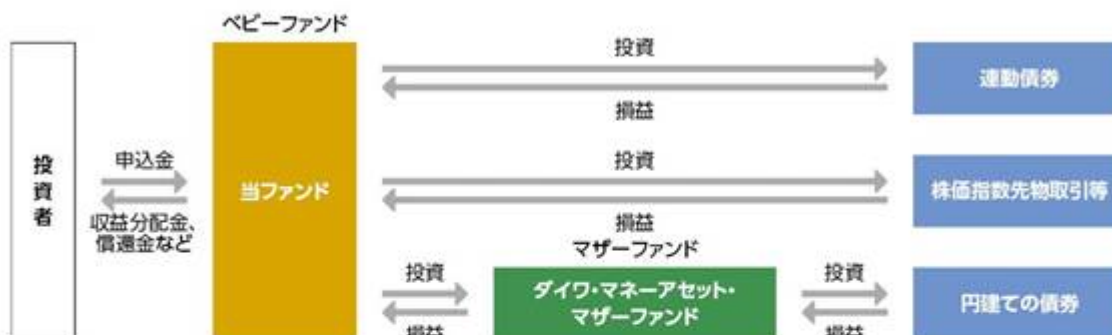 ベビーファンド
投資
連動債券
損益
投資者
申込金
収益分配金、
償還金など
当ファンド
投資
株価指数先物取引等
損益
マザーファンド
投資
ダイワ・マネーアセット・
マザーファンド
投資
円建ての債券
損益
損益